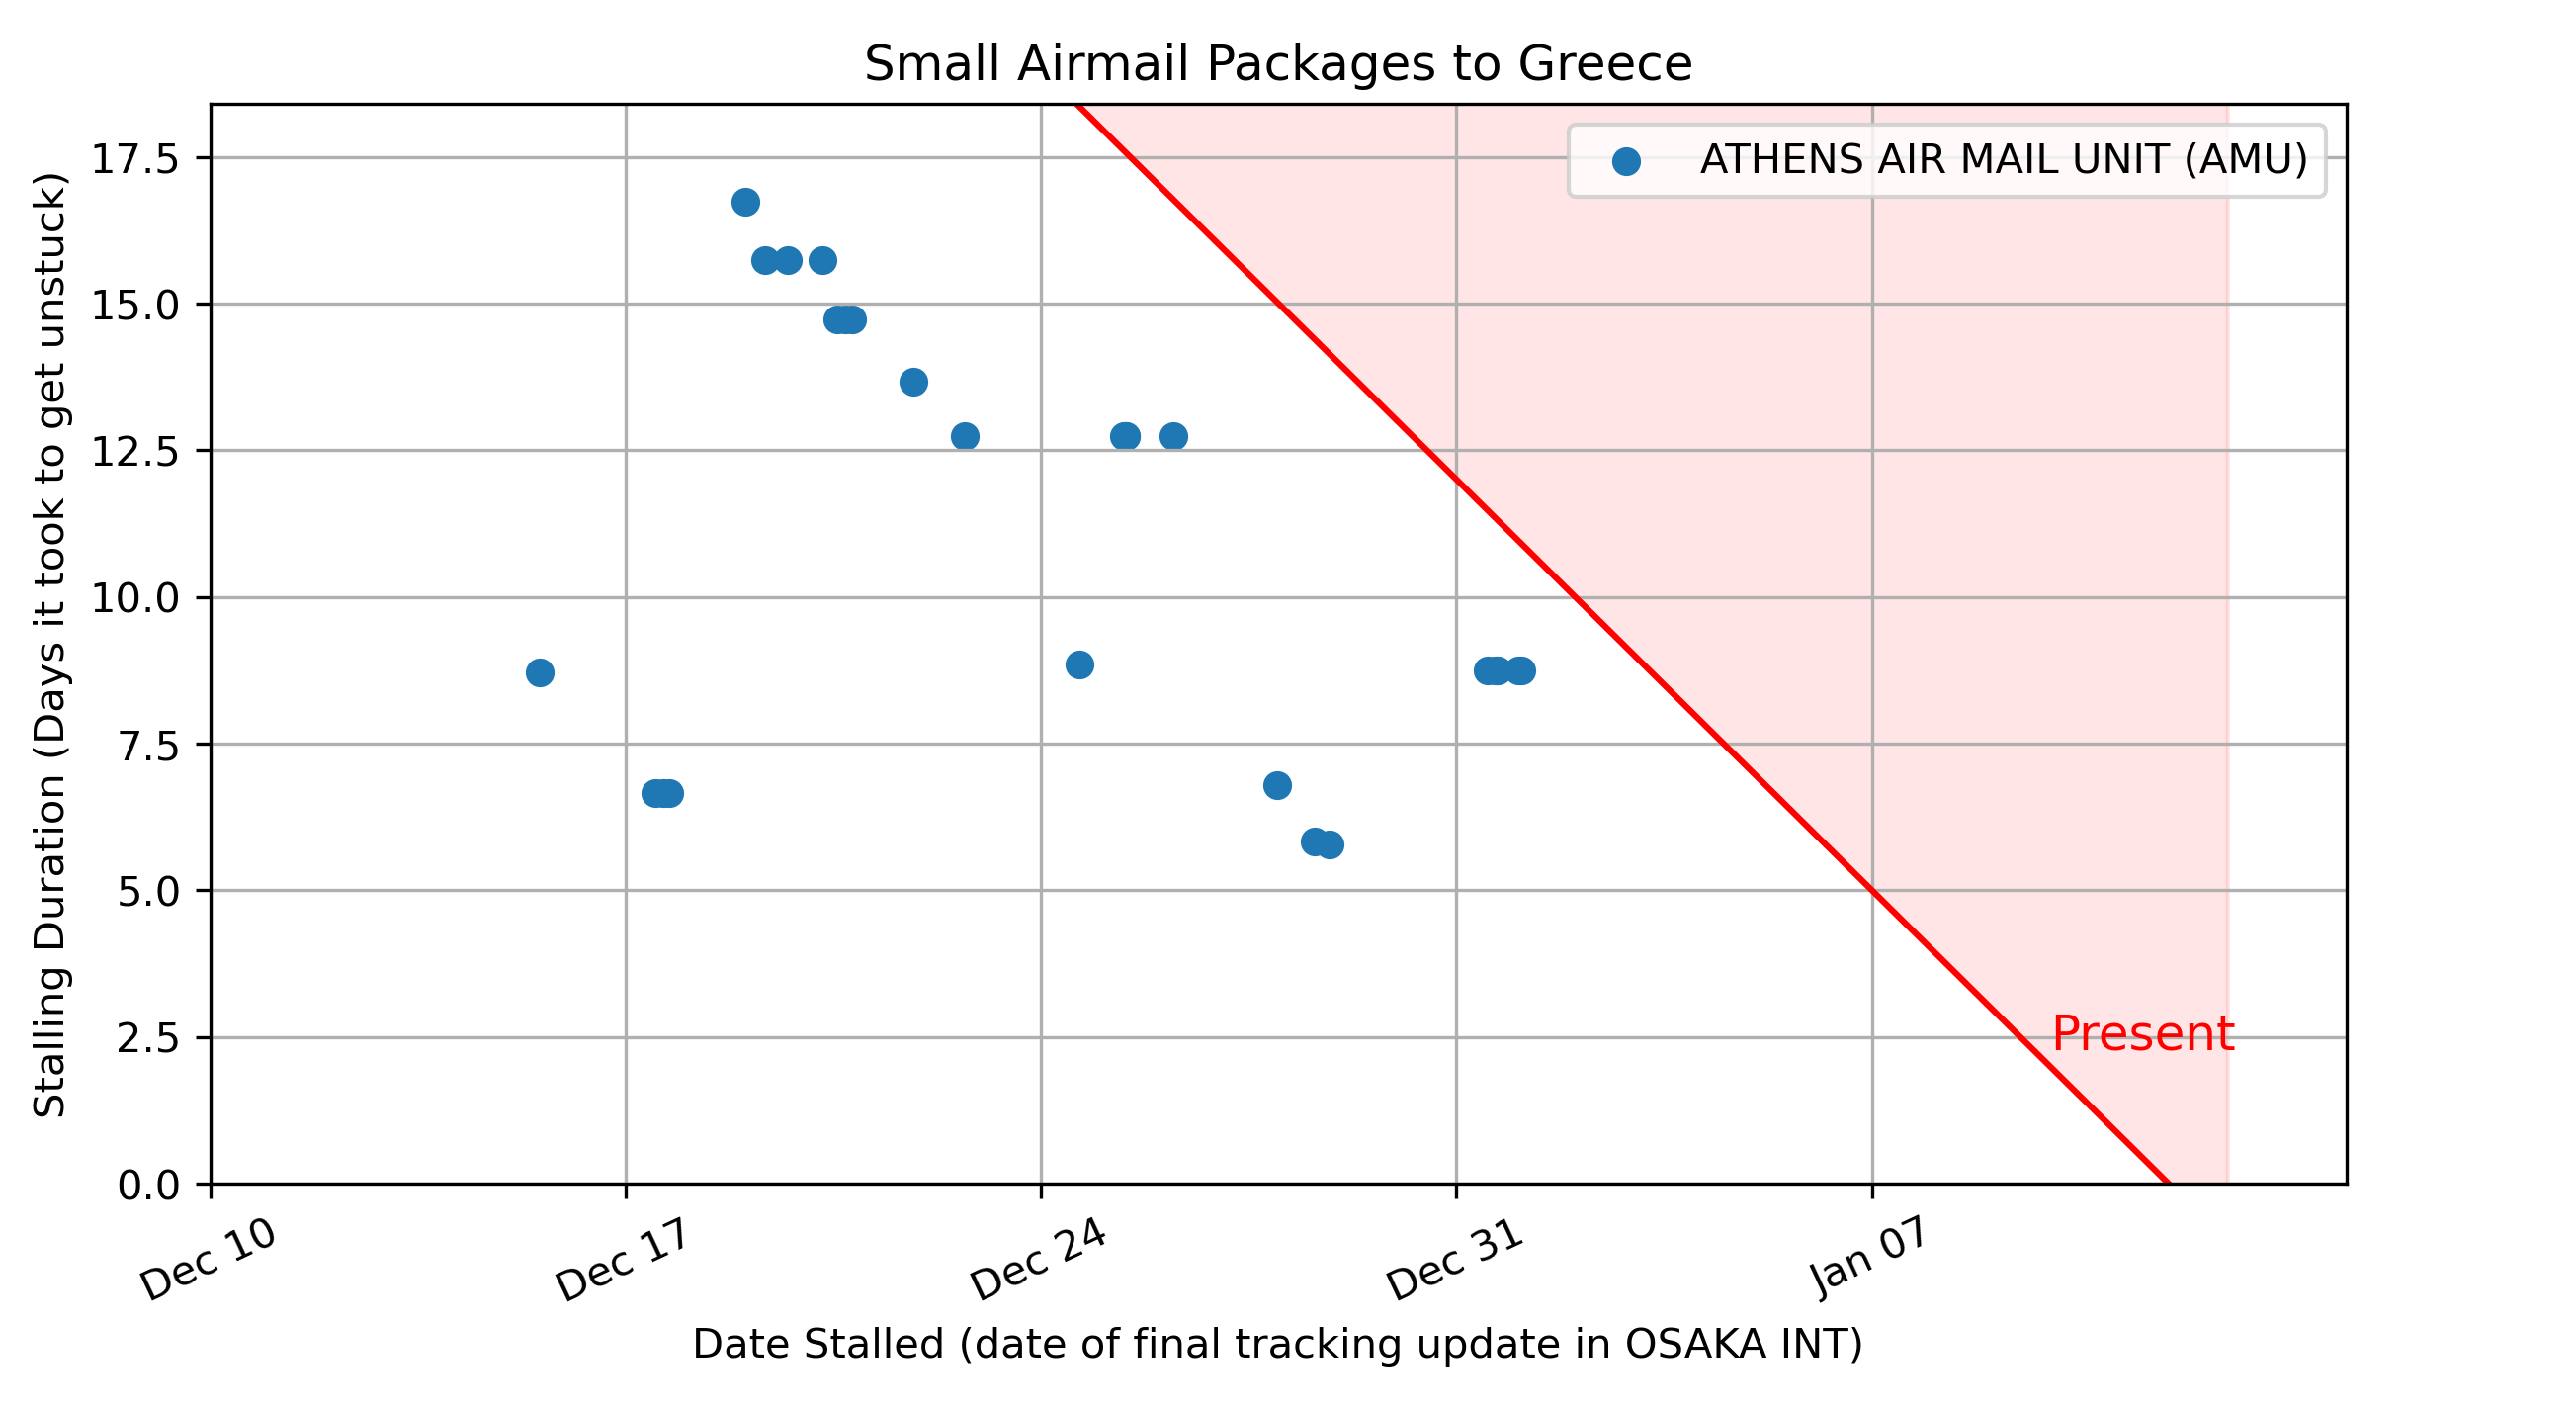 Small Airmail Packages to Greece
ATHENS AIR MAIL UNIT (AMU)
Stalling Duration (Days it took to get unstuck)
17.5
15.0
12.5
10.0
7.5
5.0
2.5
0.0
Present
Dec 10
Dec 17
Dec 24
Dec 31
Jan 07
Date Stalled (date of final tracking update in OSAKA INT)